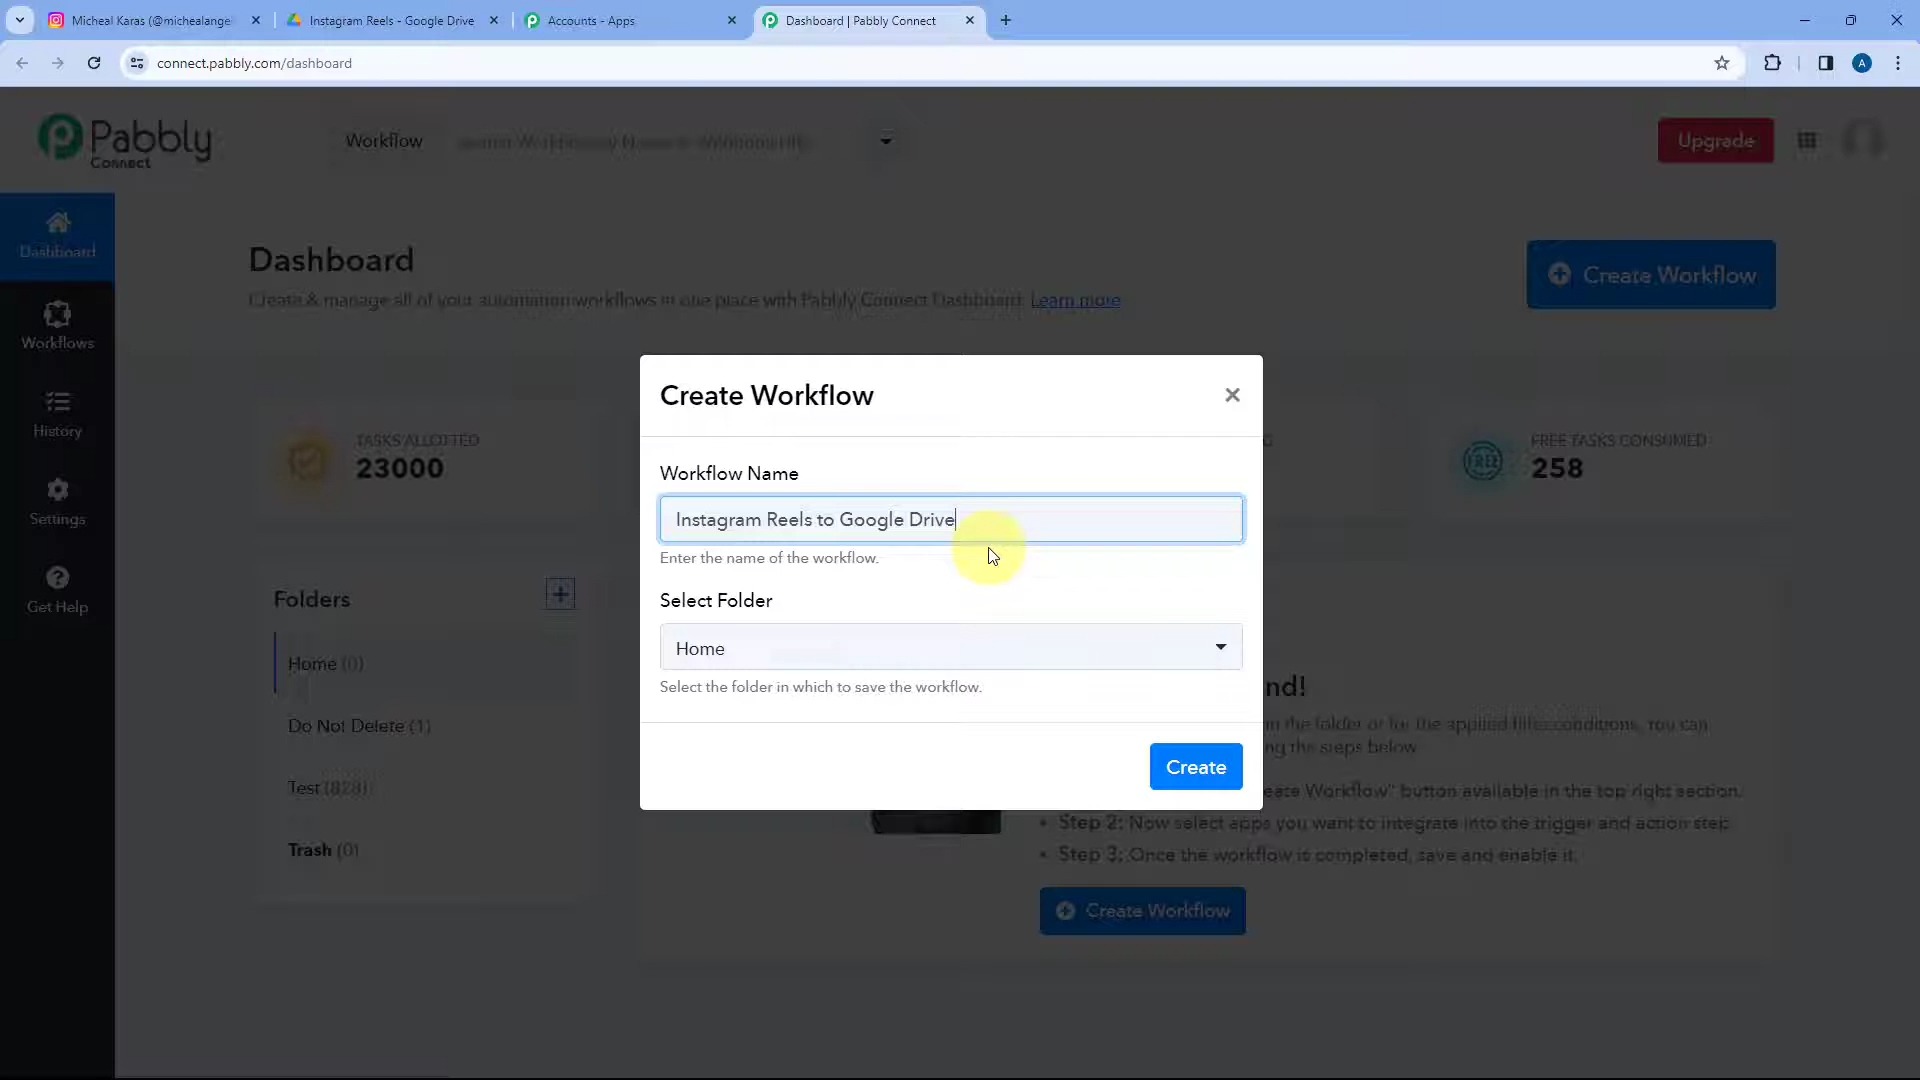 Micheal Karas (@michealangel
Instagram Reels - Google Drive
Accounts - Apps
Dashboard | Pabbly Connect
connect.pabbly.com/dashboard
A
Pabbly
Connect
Workflow
Upgrade
Dashboard
Workflows
History
Settings
Get Help
Dashboard
Create & manage all of your automation workflows in one place with Pabbly Connect Dashboard. Learn more
Create Workflow
TASKS ALLOTTED
23000
FREE TASKS CONSUMED
FREE
258
Folders
Home (0)
Do Not Delete (1)
Test (828)
Trash (0)
Create Workflow
Workflow Name
Instagram Reels to Google Drive
Enter the name of the workflow.
Select Folder
Home
Select the folder in which to save the workflow.
Create
nd!
in the folder or for the applied filter conditions. You can
ng the steps below
eate Workflow" button available in the top right section.
• Step 2: Now select apps you want to integrate into the trigger and action step
• Step 3: Once the workflow is completed, save and enable it.
Create Workflow